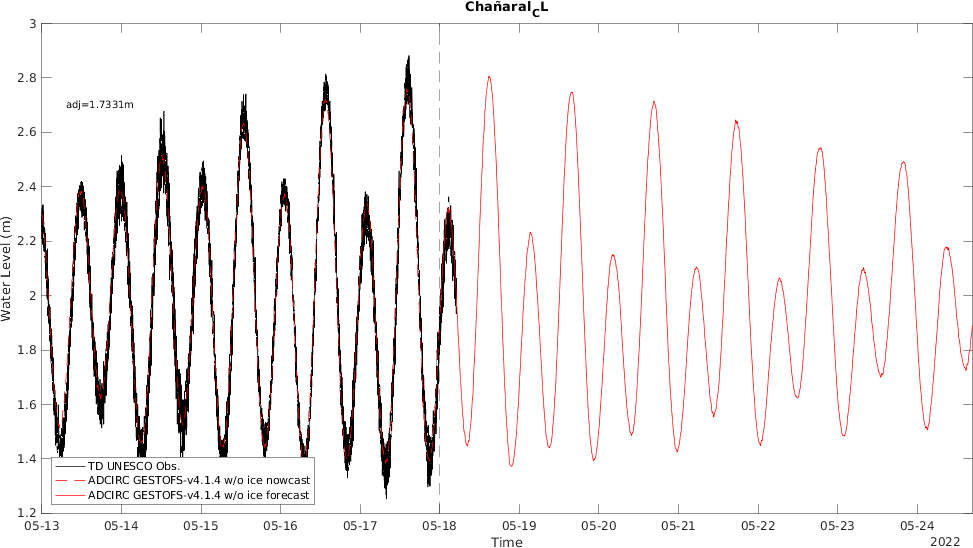 Chañaral_CL
3
2.8
adj=1.7331m
2.6
2.4
2.2
2
1.8
1.6
1.4
1.2
Water Level (m)
TD UNESCO Obs.
ADCIRC GESTOFS-v4.1.4 w/o ice nowcast
ADCIRC GESTOFS-v4.1.4 w/o ice forecast
05-13 05-14 05-15 05-16 05-17 05-18 05-19 05-20 05-21 05-22 05-23 05-24
Time
2022